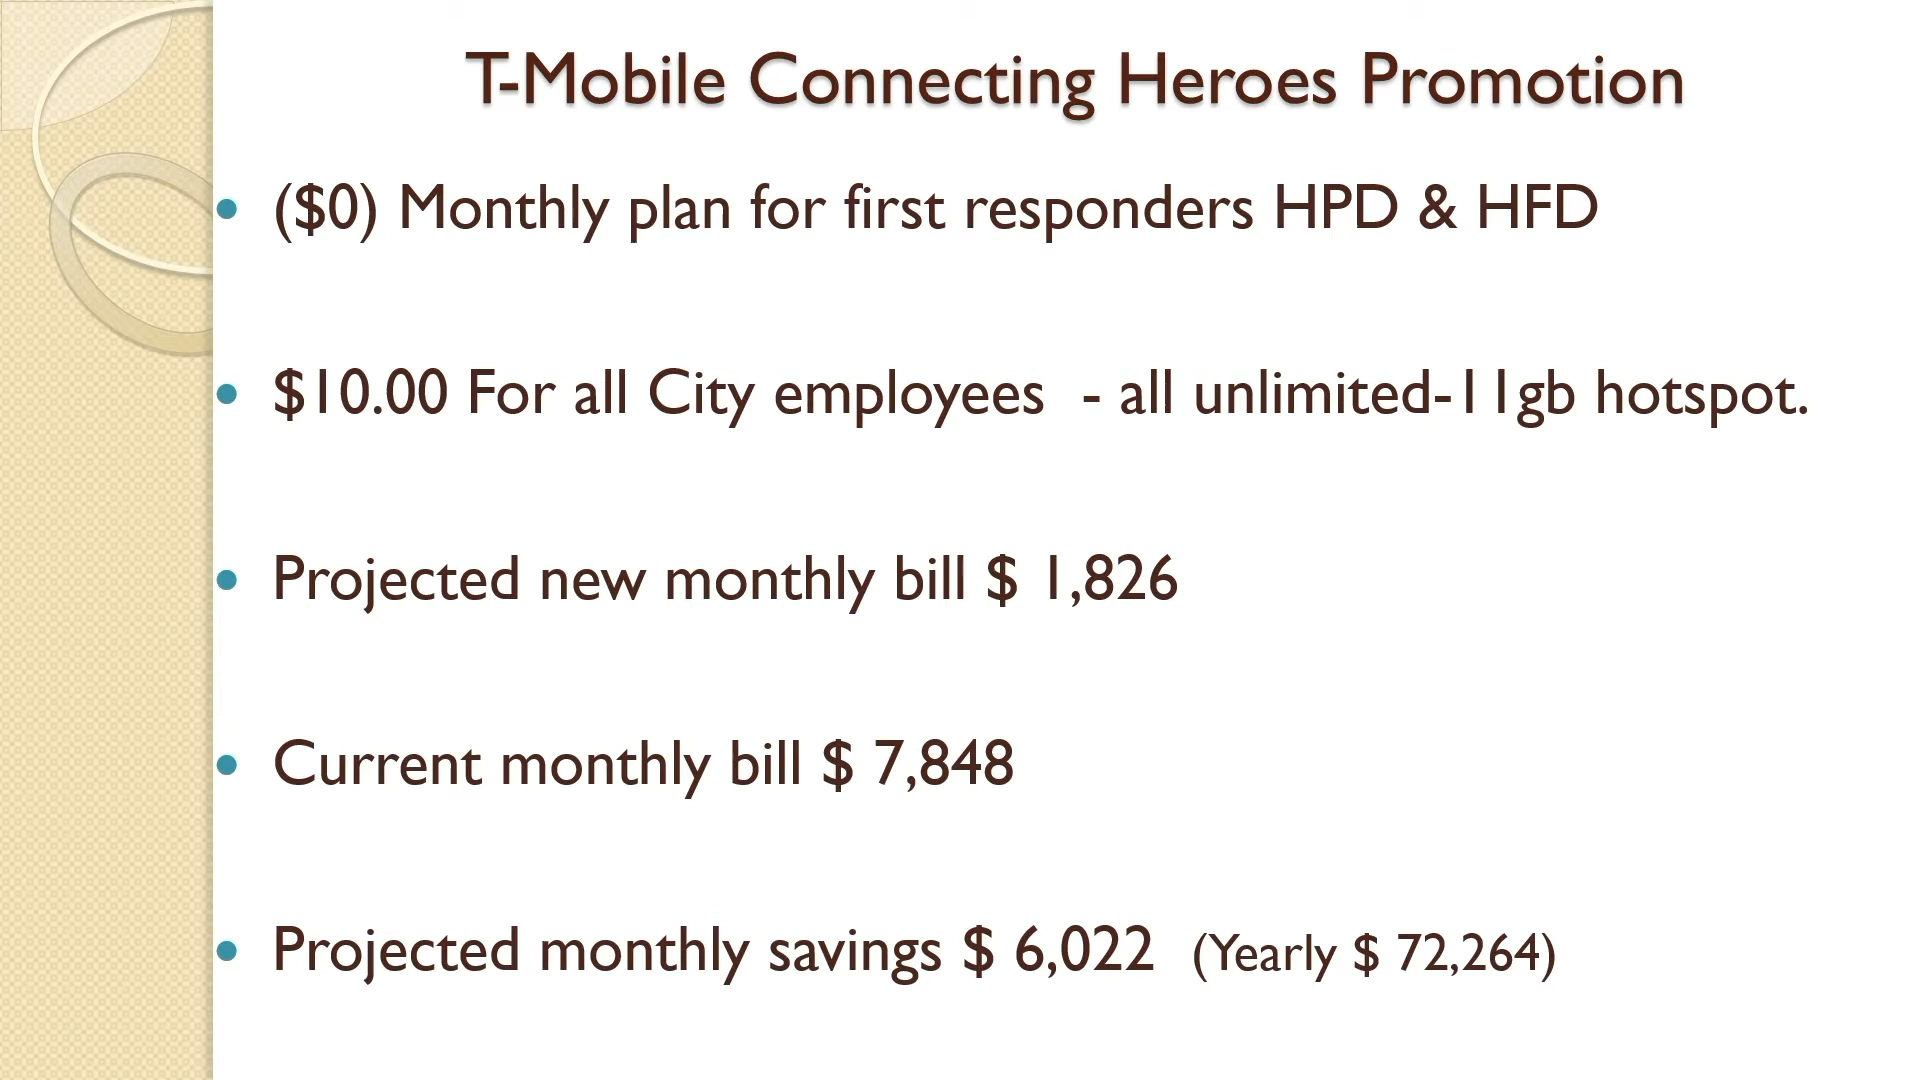 T-Mobile Connecting Heroes Promotion
• ($0) Monthly plan for first responders HPD & HFD
• $10.00 For all City employees - all unlimited-11gb hotspot.
• Projected new monthly bill $ 1,826
• Current monthly bill $ 7,848
• Projected monthly savings $ 6,022 (Yearly $ 72,264)